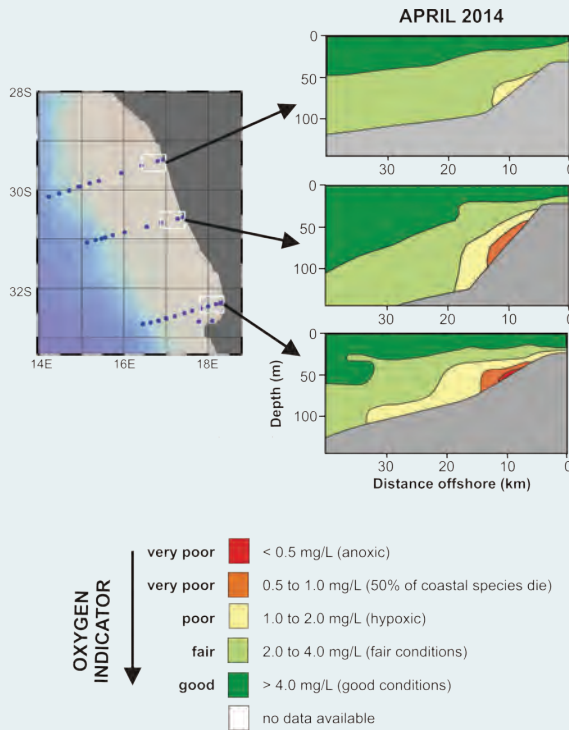 APRIL 2014
28S
30S
32S
14E
16E
18E
0
50
100
30
20
10
0
0
50
100
30
20
10
0
0
50
100
Depth (m)
30
20
10
0
Distance offshore (km)
OXYGEN
INDICATOR
very poor < 0.5 mg/L (anoxic)
very poor 0.5 to 1.0 mg/L (50% of coastal species die)
poor 1.0 to 2.0 mg/L (hypoxic)
fair 2.0 to 4.0 mg/L (fair conditions)
good > 4.0 mg/L (good conditions)
no data available